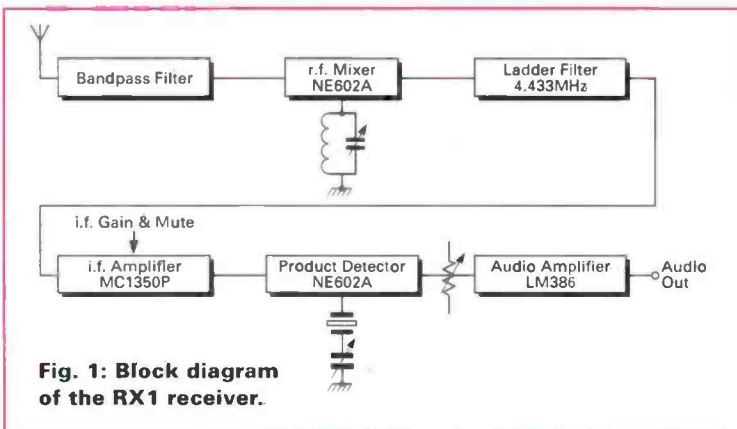 Bandpass Filter
r.f. Mixer
NE602A
Ladder Filter
4.433MHz
i.f. Gain & Mute
i.f. Amplifier
MC1350P
Product Detector
NE602A
Audio Amplifier
LM386
Audio
Out
Fig. 1: Block diagram
of the RX1 receiver.